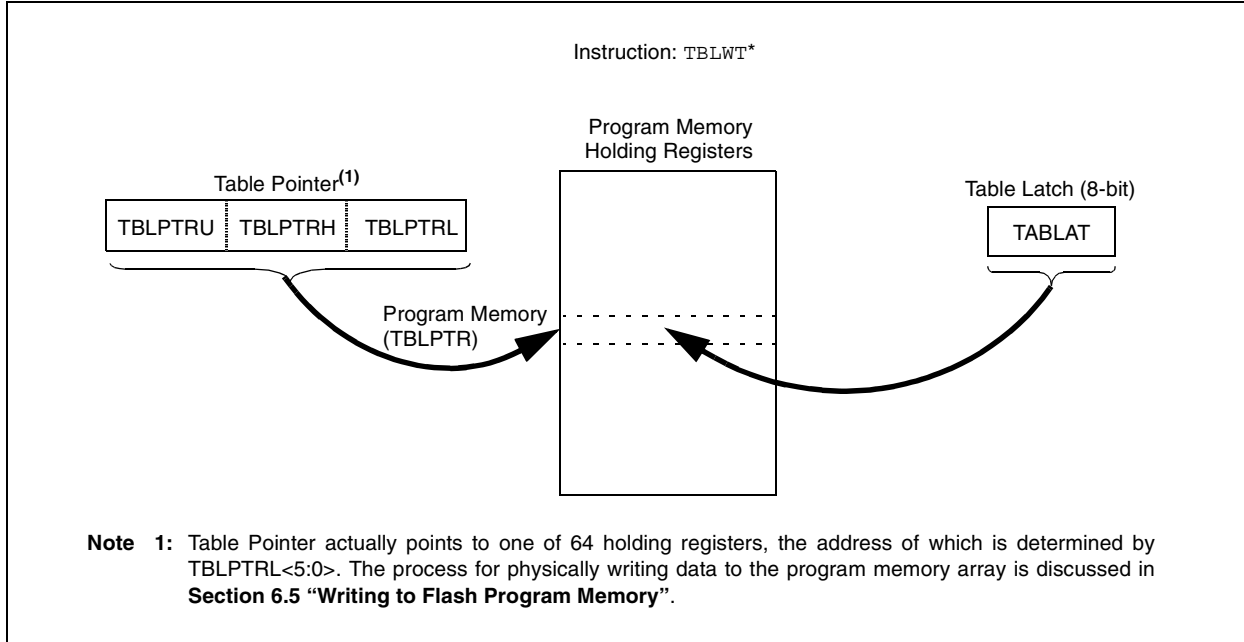 Instruction: TBLWT*
Program Memory
Holding Registers
Table Pointer(1)
Table Latch (8-bit)
TBLPTRU TBLPTRH TBLPTRL
TABLAT
Program Memory
(TBLPTR)
Note 1: Table Pointer actually points to one of 64 holding registers, the address of which is determined by
TBLPTRL<5:0>. The process for physically writing data to the program memory array is discussed in
Section 6.5 “Writing to Flash Program Memory”.